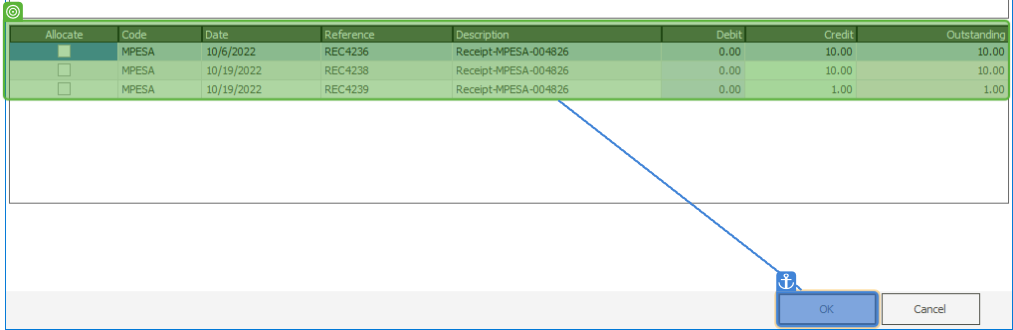 Allocate Code Date Reference Description Debit Credit Outstanding
MPESA 10/6/2022 REC4236 Receipt-MPESA-004826 0.00 10.00 10.00
MPESA 10/19/2022 REC4238 Receipt-MPESA-004826 0.00 10.00 10.00
MPESA 10/19/2022 REC4239 Receipt-MPESA-004826 0.00 1.00 1.00
OK Cancel